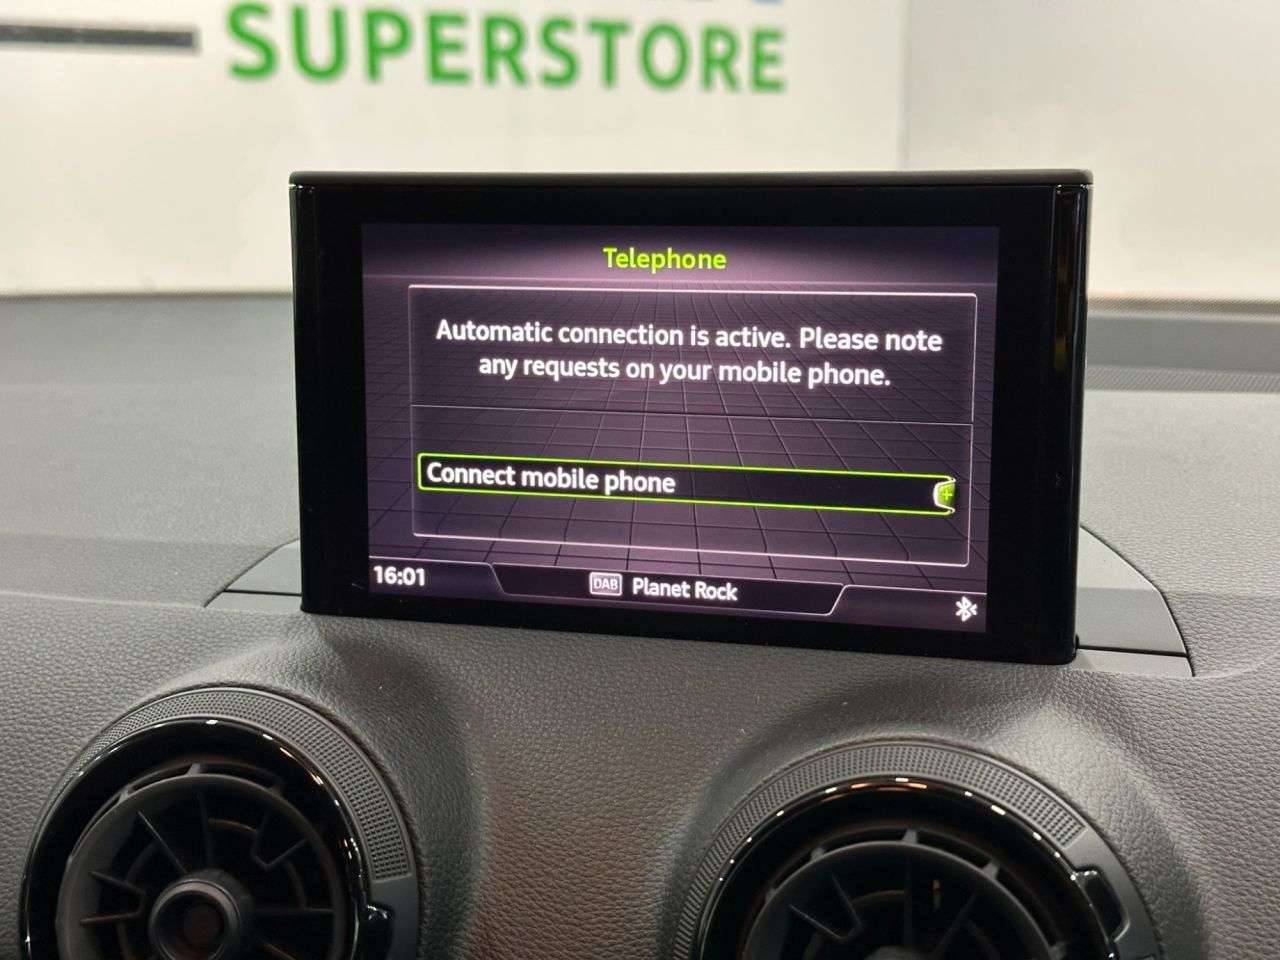 SUPERSTORE
Telephone
Automatic connection is active. Please note
any requests on your mobile phone.
Connect mobile phone
16:01
DAB Planet Rock